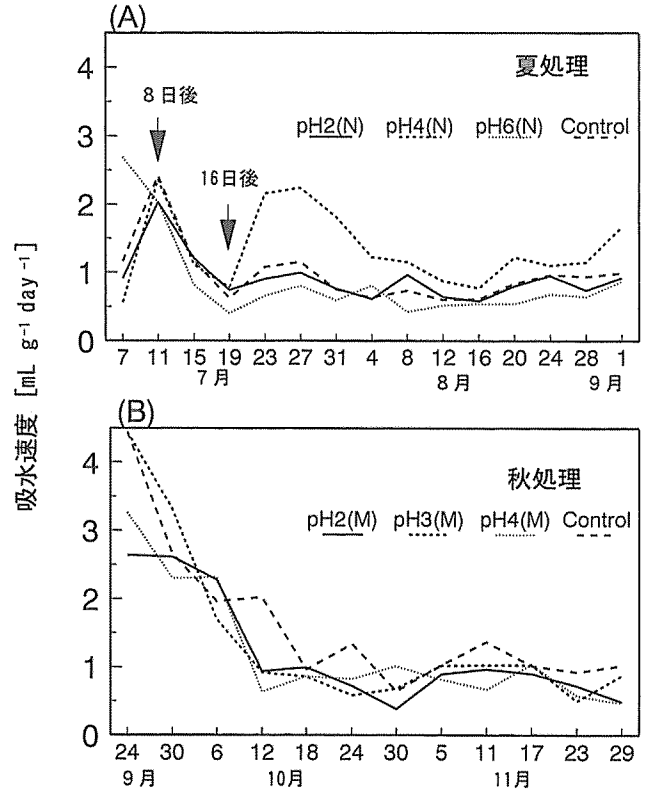 (A)
夏処理
8日後
pH2(N) pH4(N) pH6(N) Control
16日後
4
3
2
1
0
7 11 15 19 23 27 31 4 8 12 16 20 24 28 1
7月 8月 9月
吸水速度 [mL g⁻¹ day⁻¹]
(B)
秋処理
pH2(M) pH3(M) pH4(M) Control
4
3
2
1
0
24 30 6 12 18 24 30 5 11 17 23 29
9月 10月 11月